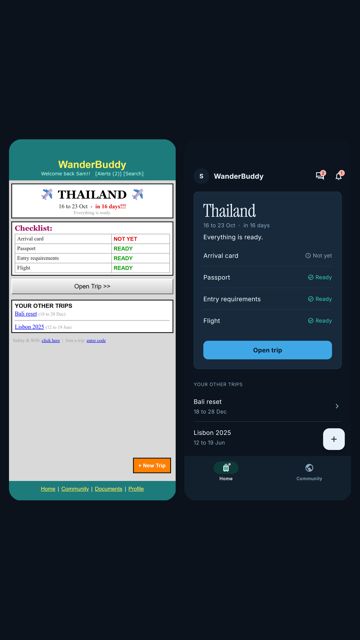 WanderBuddy
Welcome back Sam!! [Alerts (2)] [Search]
THAILAND
16 to 23 Oct · in 16 days!!!
Everything is ready.
Checklist:
Arrival card NOT YET
Passport READY
Entry requirements READY
Flight READY
Open Trip >>
YOUR OTHER TRIPS
Bali reset (18 to 28 Dec)
Lisbon 2025 (12 to 19 Jun)
click here
enter code
+ New Trip
Home | Community | Documents | Profile
S WanderBuddy
Thailand
16 to 23 Oct · in 16 days
Everything is ready.
Arrival card Not yet
Passport Ready
Entry requirements Ready
Flight Ready
Open trip
YOUR OTHER TRIPS
Bali reset
18 to 28 Dec
Lisbon 2025
12 to 19 Jun
+
Home Community